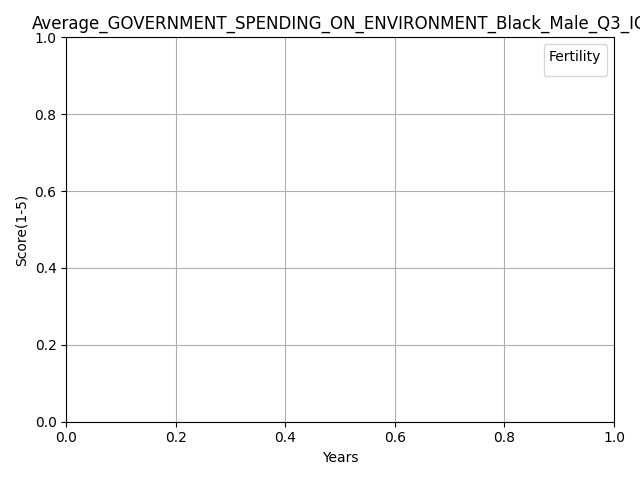 Average_GOVERNMENT_SPENDING_ON_ENVIRONMENT_Black_Male_Q3_IQ
Fertility
1.0
0.8
0.6
0.4
0.2
0.0
Score(1-5)
0.0 0.2 0.4 0.6 0.8 1.0
Years